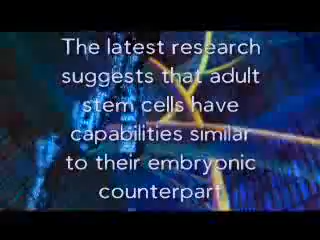 The latest research
suggests that adult
stem cells have
capabilities similar
to their embryonic
counterpart